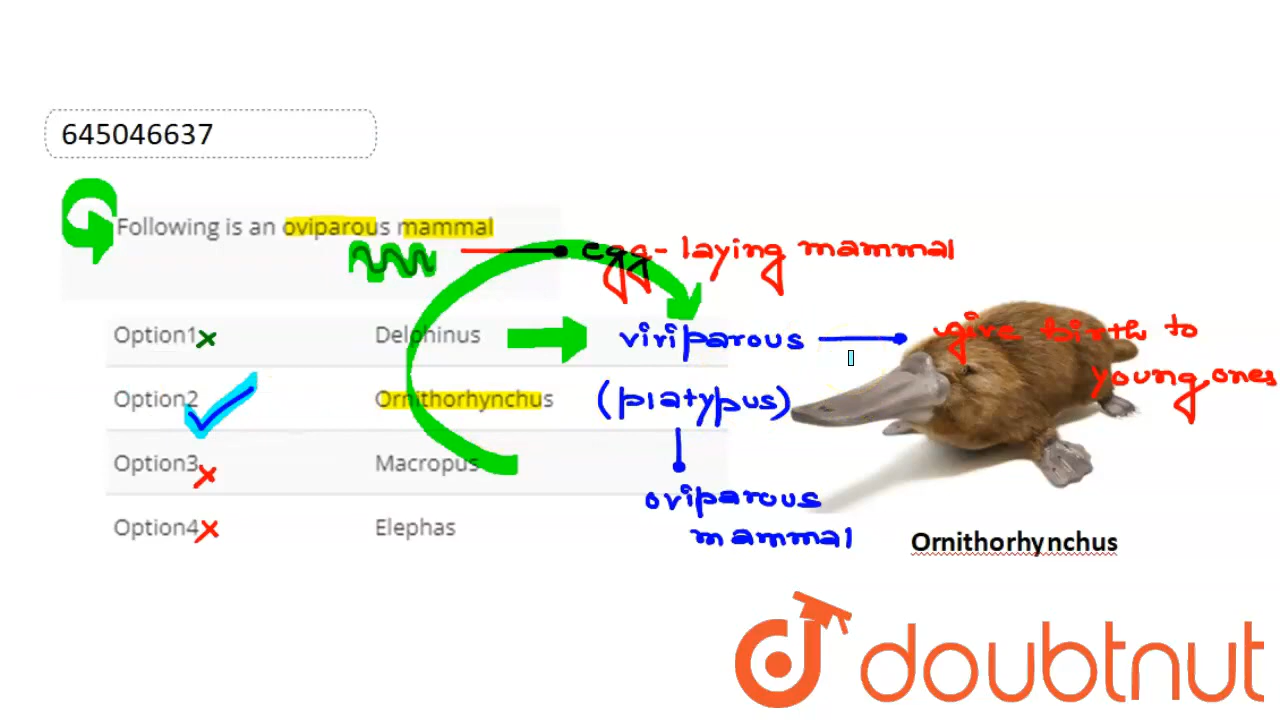 645046637
Following is an oviparous mammal
egg-laying mammal
Option1 x Delphinus
viviparous
give birth to
young ones
Option2 Ornithorhynchus
(platypus)
Option3 x Macropus
oviparous
mammal
Option4 x Elephas
Ornithorhynchus
doubtnut